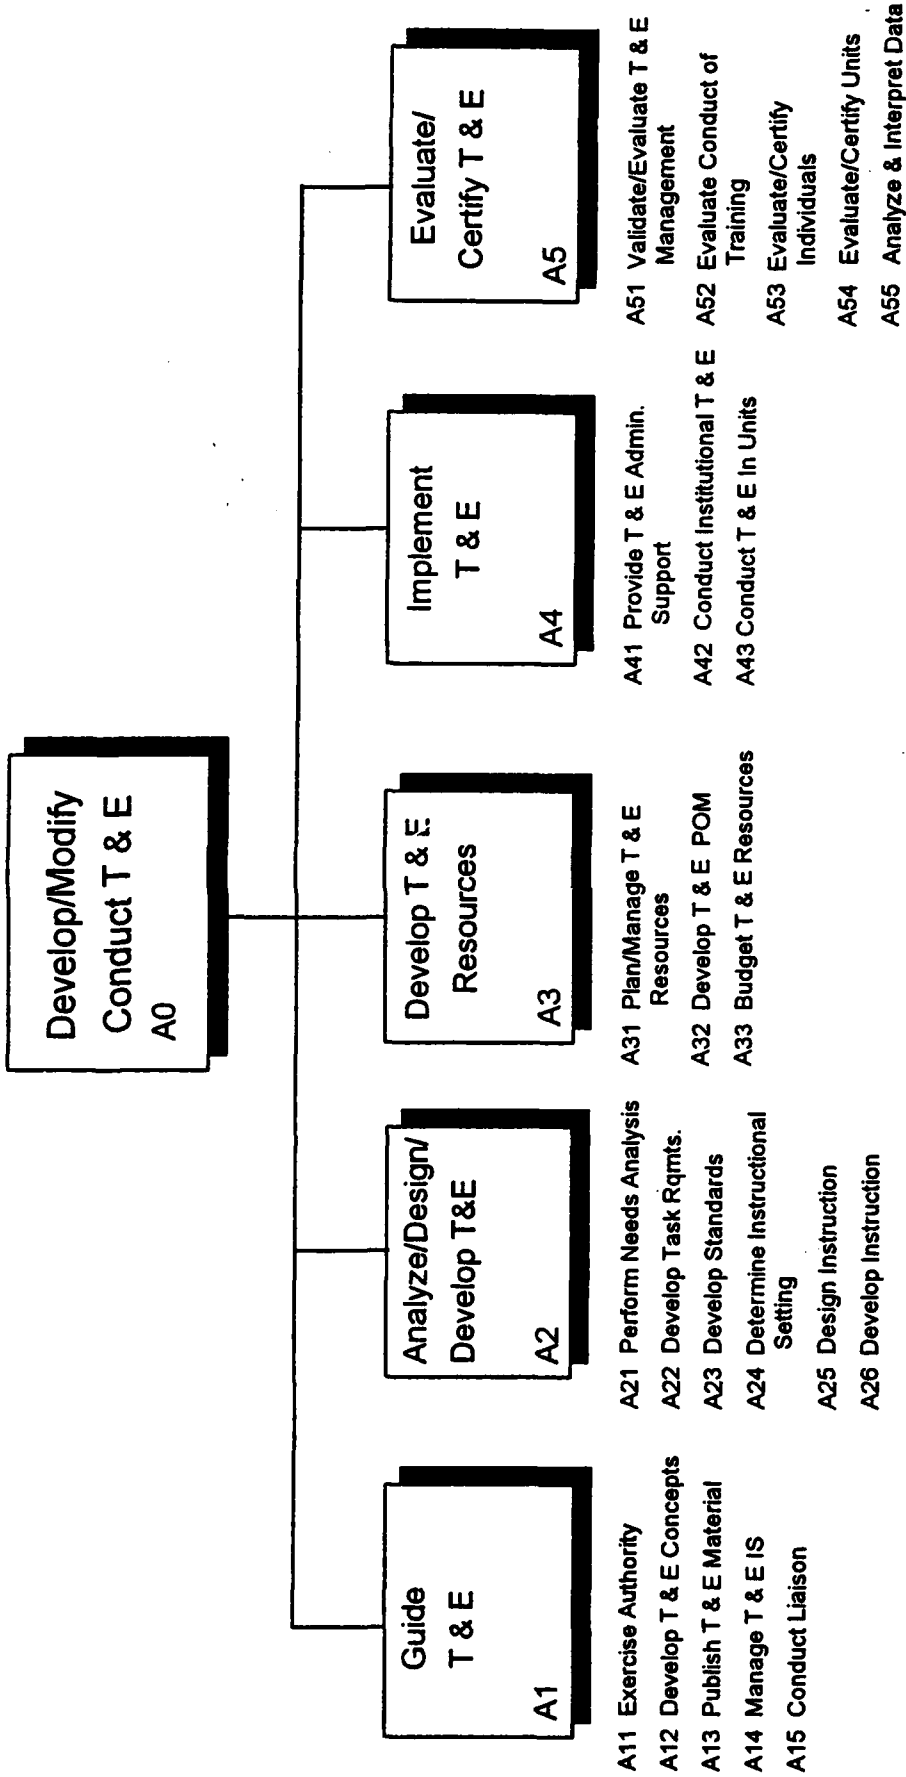 Develop/Modify
Conduct T & E
A0
Guide
T & E
A1
A11 Exercise Authority
A12 Develop T & E Concepts
A13 Publish T & E Material
A14 Manage T & E IS
A15 Conduct Liaison
Analyze/Design/
Develop T&E
A2
A21 Perform Needs Analysis
A22 Develop Task Rqmts.
A23 Develop Standards
A24 Determine Instructional
Setting
A25 Design Instruction
A26 Develop Instruction
Develop T & E
Resources
A3
A31 Plan/Manage T & E
Resources
A32 Develop T & E POM
A33 Budget T & E Resources
Implement
T & E
A4
A41 Provide T & E Admin.
Support
A42 Conduct Institutional T & E
A43 Conduct T & E In Units
Evaluate/
Certify T & E
A5
A51 Validate/Evaluate T & E
Management
A52 Evaluate Conduct of
Training
A53 Evaluate/Certify
Individuals
A54 Evaluate/Certify Units
A55 Analyze & Interpret Data